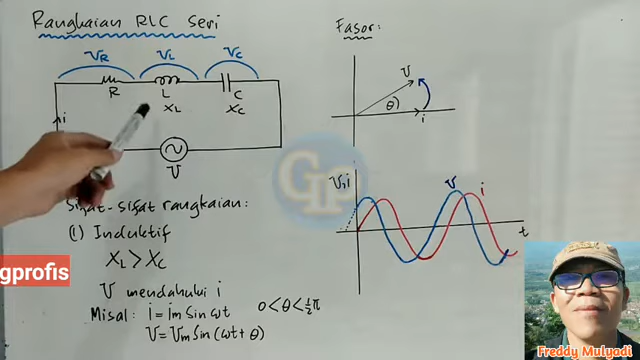 Rangkaian RLC Seri
VR VL VC
R L C
XL XC
i
V
Sifat-sifat rangkaian:
(1) Induktif
XL > XC
V mendahului i
Misal: i = im sin ωt 0 < θ < ½π
V = Vm sin (ωt + θ)
Fasor:
V
θ)
i
V,i
V i
t
GP
gprofis
Freddy Mulyadi